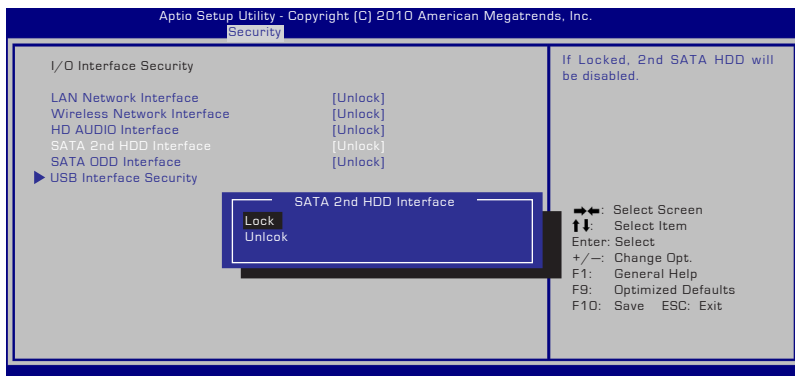 Aptio Setup Utility - Copyright (C) 2010 American Megatrends, Inc.
Security
I/O Interface Security
LAN Network Interface [Unlock]
Wireless Network Interface [Unlock]
HD AUDIO Interface [Unlock]
SATA 2nd HDD Interface [Unlock]
SATA ODD Interface [Unlock]
USB Interface Security
SATA 2nd HDD Interface
Lock
Unlcok
If Locked, 2nd SATA HDD will
be disabled.
→←: Select Screen
↑↓: Select Item
Enter: Select
+/—: Change Opt.
F1: General Help
F9: Optimized Defaults
F10: Save ESC: Exit